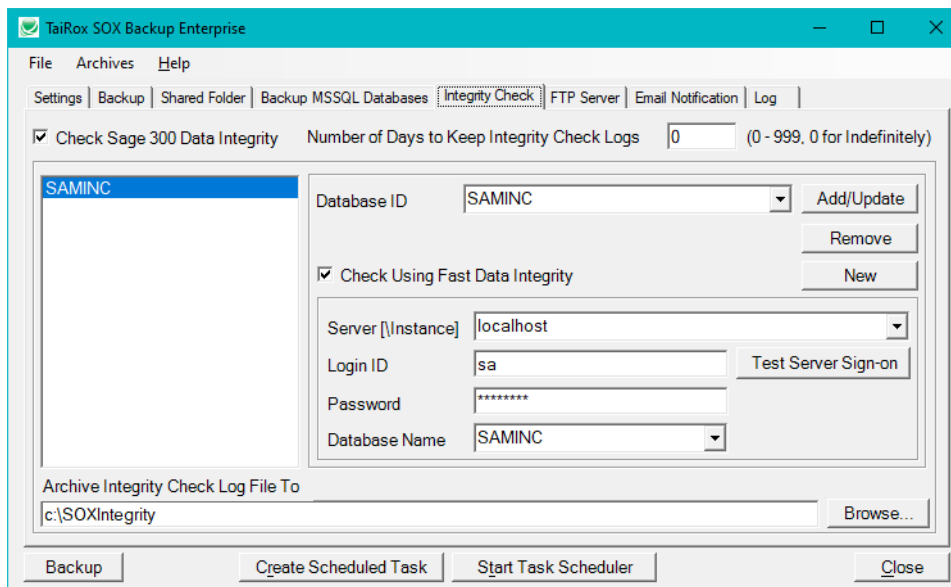 TaiRox SOX Backup Enterprise
File Archives Help
Settings Backup Shared Folder Backup MSSQL Databases Integrity Check FTP Server Email Notification Log
Check Sage 300 Data Integrity Number of Days to Keep Integrity Check Logs 0 (0 - 999, 0 for Indefinitely)
SAMINC
Database ID SAMINC Add/Update
Remove
Check Using Fast Data Integrity New
Server [\Instance] localhost
Login ID sa Test Server Sign-on
Password ********
Database Name SAMINC
Archive Integrity Check Log File To
c:\SOXIntegrity Browse...
Backup Create Scheduled Task Start Task Scheduler Close